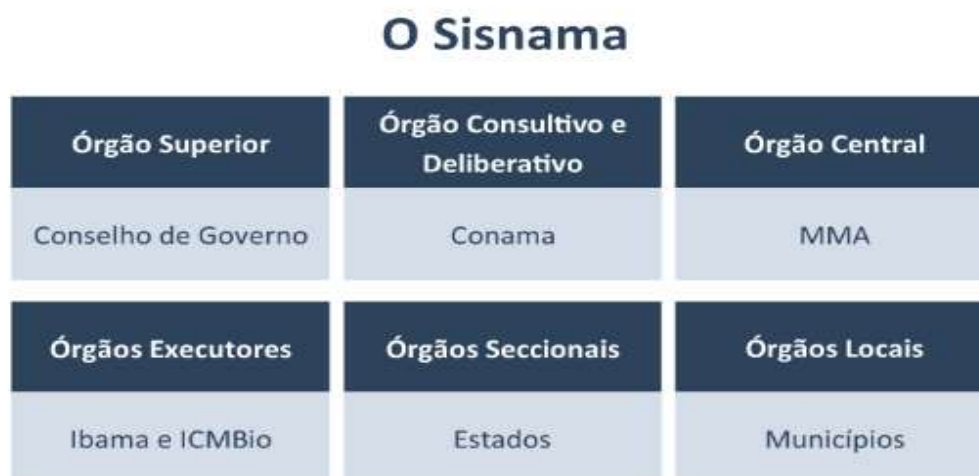 O Sisnama
Órgão Superior
Órgão Consultivo e
Deliberativo
Órgão Central
Conselho de Governo
Conama
MMA
Órgãos Executores
Órgãos Seccionais
Órgãos Locais
Ibama e ICMBio
Estados
Municípios